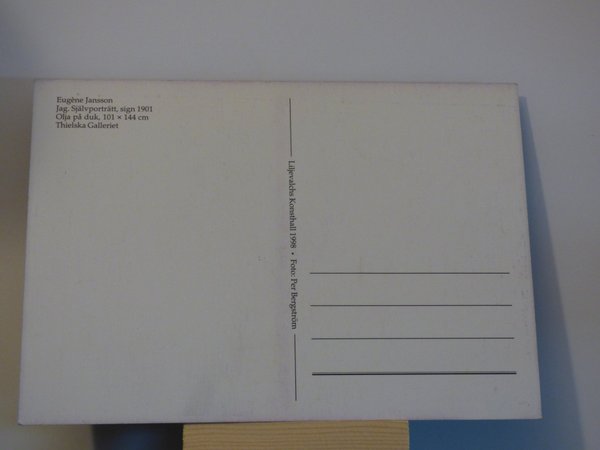 Eugène Jansson
Jag. Självporträtt, sign 1901
Olja på duk, 101 × 144 cm
Thielska Galleriet
Liljevalchs Konsthall 1998 • Foto: Per Bergström